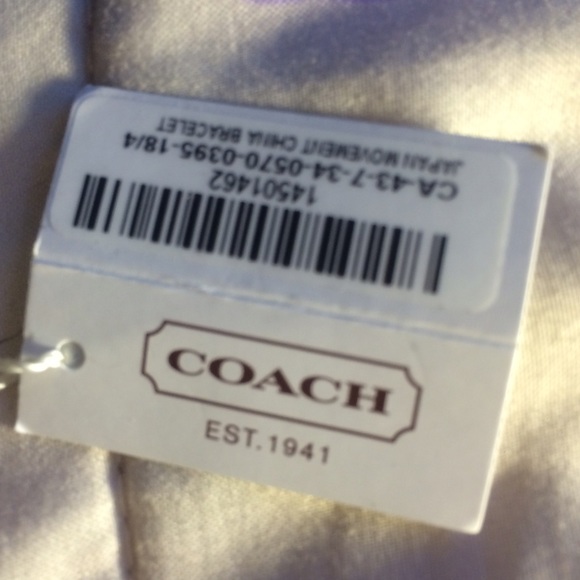 JAPAN MOVEMENT CHINA BRACELET
CA-43-7-34-0570-0395-18/4
14501462
COACH
EST.1941